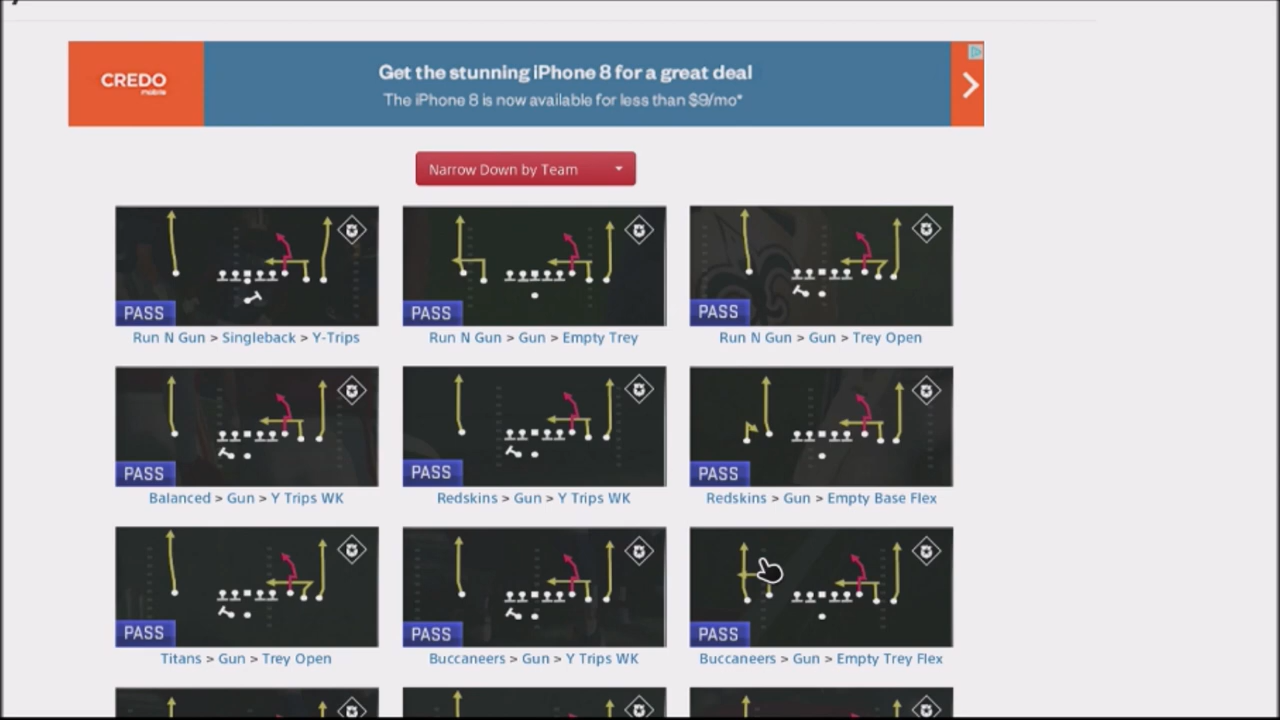 CREDO
mobile
Get the stunning iPhone 8 for a great deal
The iPhone 8 is now available for less than $9/mo*
Narrow Down by Team
PASS
Run N Gun > Singleback > Y-Trips
PASS
Run N Gun > Gun > Empty Trey
PASS
Run N Gun > Gun > Trey Open
PASS
Balanced > Gun > Y Trips WK
PASS
Redskins > Gun > Y Trips WK
PASS
Redskins > Gun > Empty Base Flex
PASS
Titans > Gun > Trey Open
PASS
Buccaneers > Gun > Y Trips WK
PASS
Buccaneers > Gun > Empty Trey Flex